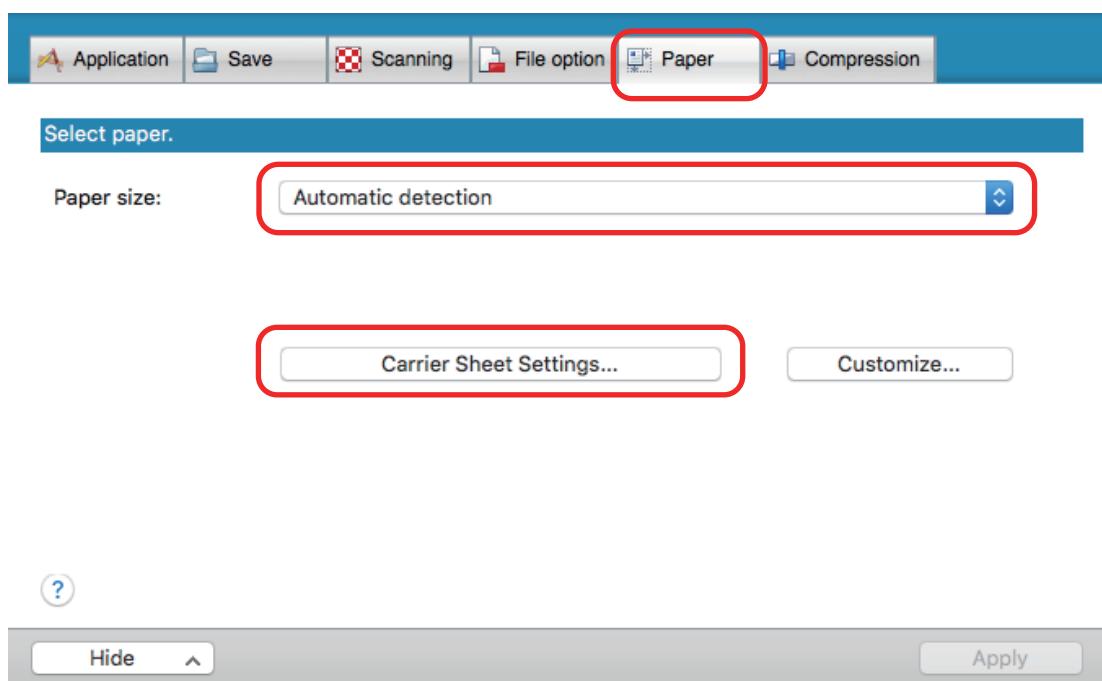 Application Save Scanning File option Paper Compression
Select paper.
Paper size: Automatic detection
Carrier Sheet Settings... Customize...
?
Hide Apply